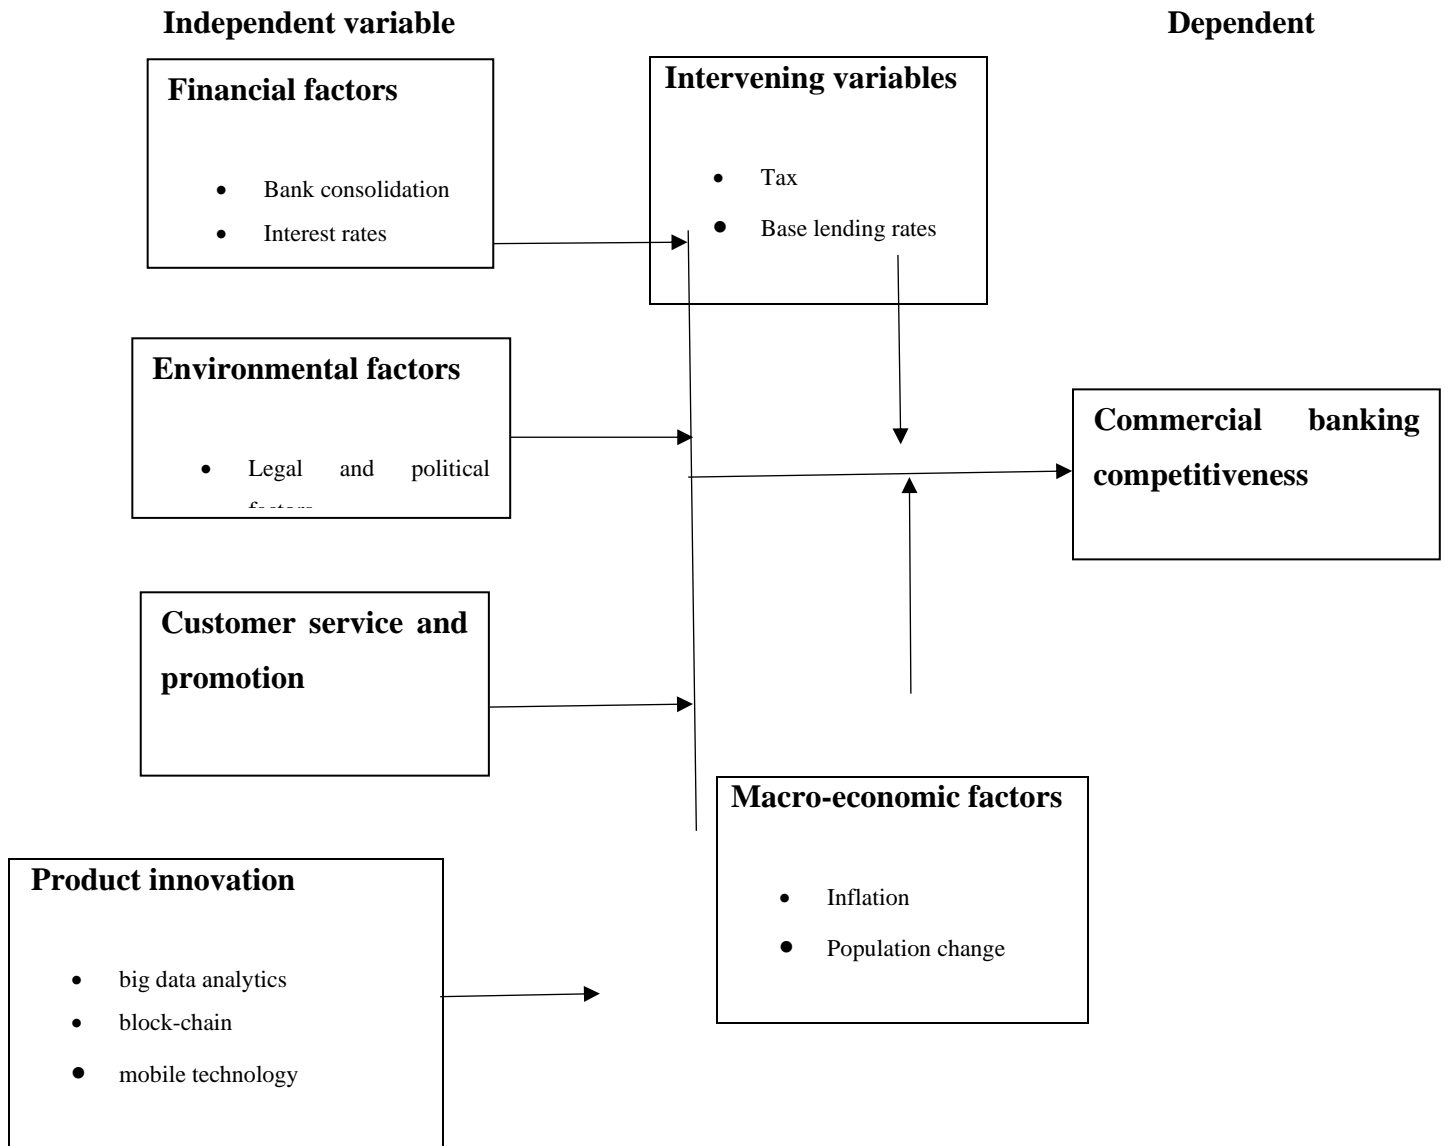 Independent variable
Dependent
Financial factors
• Bank consolidation
• Interest rates
Intervening variables
• Tax
• Base lending rates
Environmental factors
• Legal and political
factors
Commercial banking
competitiveness
Customer service and
promotion
Macro-economic factors
• Inflation
• Population change
Product innovation
• big data analytics
• block-chain
• mobile technology